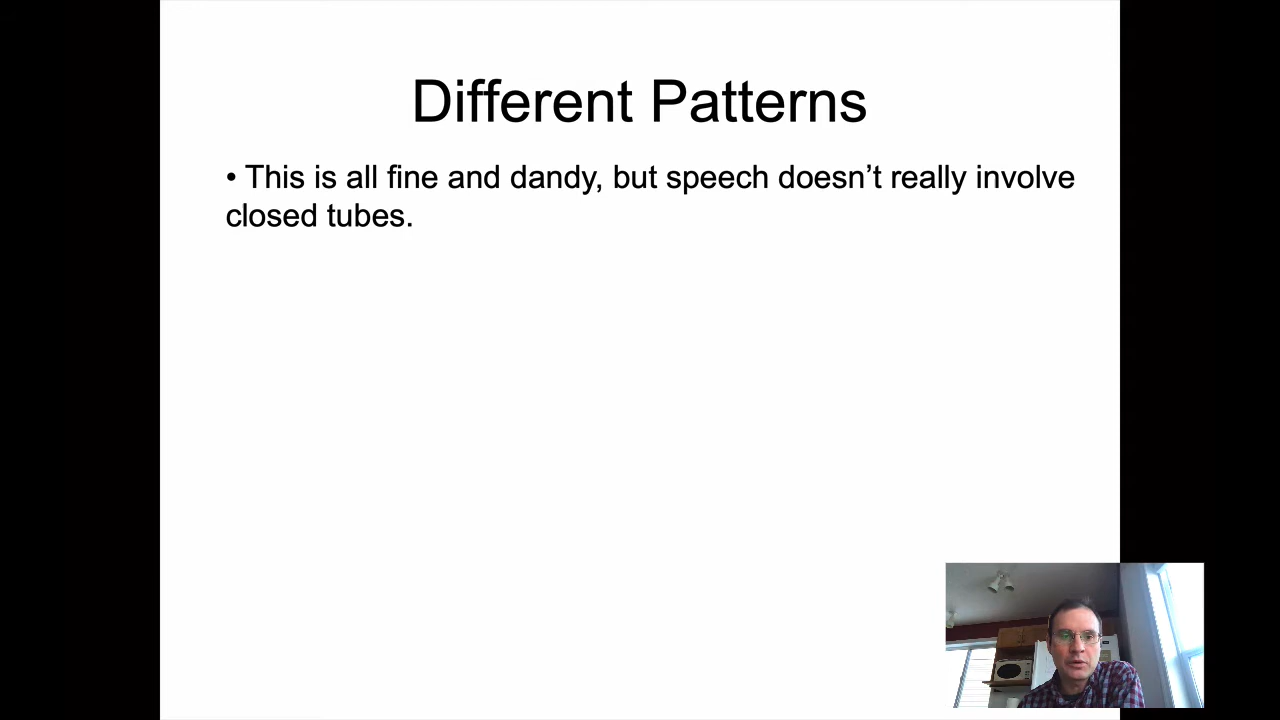 Different Patterns
• This is all fine and dandy, but speech doesn’t really involve
closed tubes.